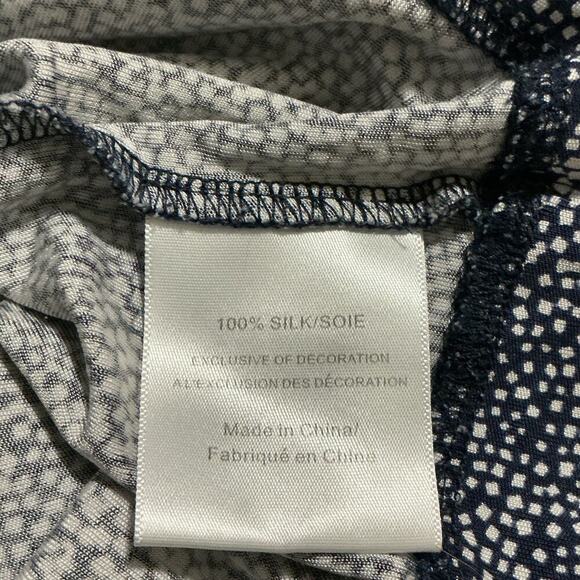 100% SILK/SOIE
EXCLUSIVE OF DECORATION
A L'EXCLUSION DES DÉCORATION
Made in China/
Fabriqué en Chine